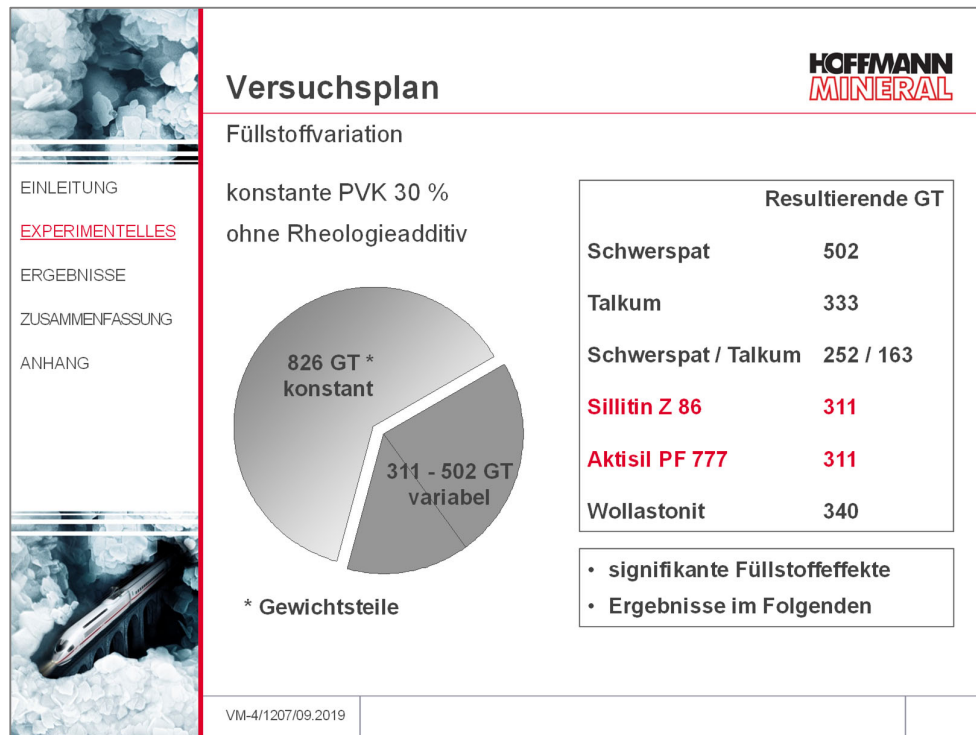 HOFFMANN
MINERAL
Versuchsplan
Füllstoffvariation
EINLEITUNG
EXPERIMENTELLES
ERGEBNISSE
ZUSAMMENFASSUNG
ANHANG
konstante PVK 30 %
ohne Rheologieadditiv
826 GT *
konstant
311 - 502 GT
variabel
* Gewichtsteile
Resultierende GT
Schwerspat 502
Talkum 333
Schwerspat / Talkum 252 / 163
Sillitin Z 86 311
Aktisil PF 777 311
Wollastonit 340
• signifikante Füllstoffeffekte
• Ergebnisse im Folgenden
VM-4/1207/09.2019